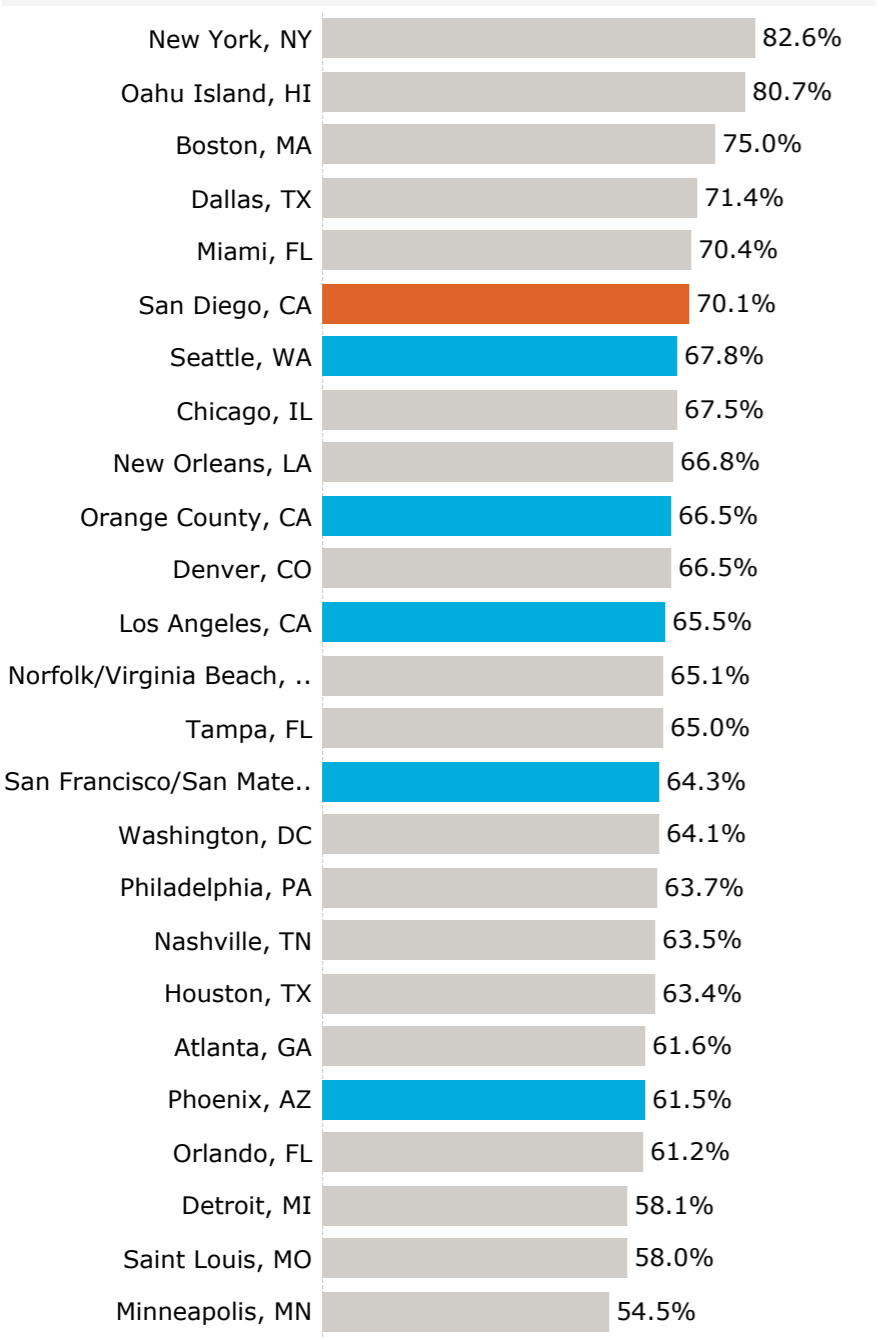 New York, NY 82.6%
Oahu Island, HI 80.7%
Boston, MA 75.0%
Dallas, TX 71.4%
Miami, FL 70.4%
San Diego, CA 70.1%
Seattle, WA 67.8%
Chicago, IL 67.5%
New Orleans, LA 66.8%
Orange County, CA 66.5%
Denver, CO 66.5%
Los Angeles, CA 65.5%
Norfolk/Virginia Beach, .. 65.1%
Tampa, FL 65.0%
San Francisco/San Mate.. 64.3%
Washington, DC 64.1%
Philadelphia, PA 63.7%
Nashville, TN 63.5%
Houston, TX 63.4%
Atlanta, GA 61.6%
Phoenix, AZ 61.5%
Orlando, FL 61.2%
Detroit, MI 58.1%
Saint Louis, MO 58.0%
Minneapolis, MN 54.5%